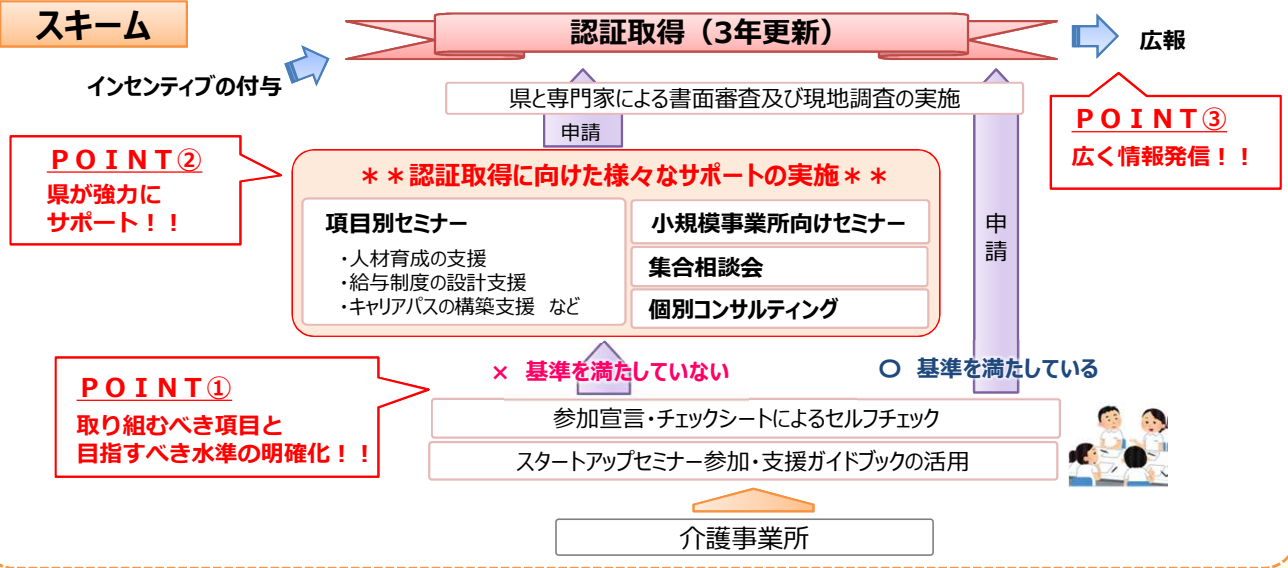 スキーム
認証取得（3年更新）
広報
インセンティブの付与
県と専門家による書面審査及び現地調査の実施
申請
ＰＯＩＮＴ③
広く情報発信！！
ＰＯＩＮＴ②
県が強力に
サポート！！
＊＊認証取得に向けた様々なサポートの実施＊＊
項目別セミナー
・人材育成の支援
・給与制度の設計支援
・キャリアパスの構築支援 など
小規模事業所向けセミナー
集合相談会
個別コンサルティング
申請
× 基準を満たしていない
○ 基準を満たしている
ＰＯＩＮＴ①
取り組むべき項目と
目指すべき水準の明確化！！
参加宣言・チェックシートによるセルフチェック
スタートアップセミナー参加・支援ガイドブックの活用
介護事業所